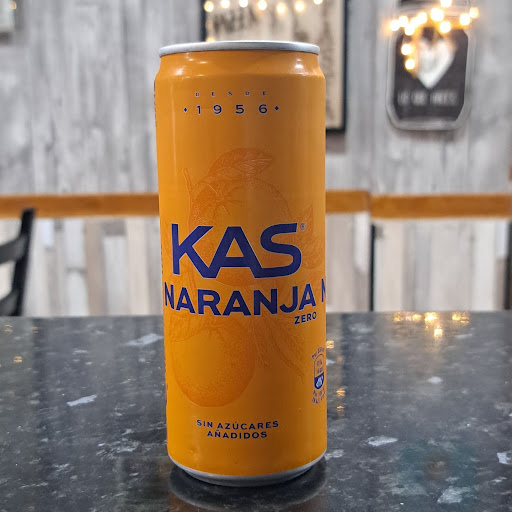 DESDE
1956
KAS®
NARANJA N
ZERO
SIN AZÚCARES
AÑADIDOS